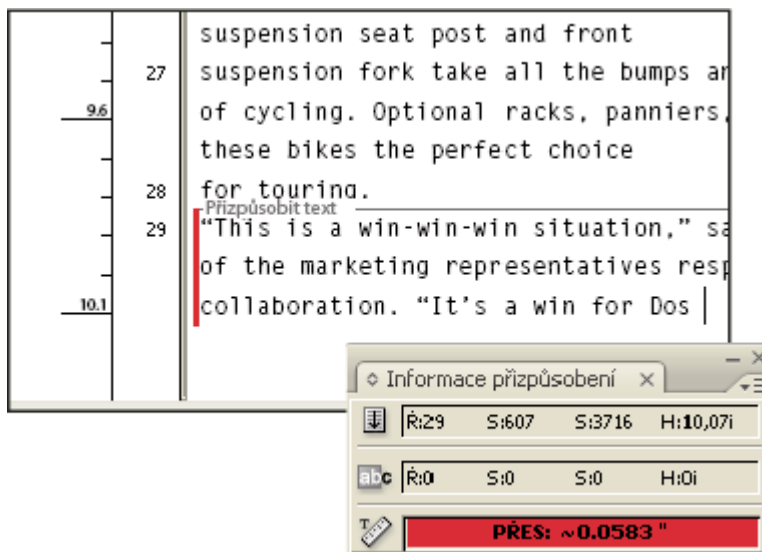 suspension seat post and front
27 suspension fork take all the bumps
9.6 of cycling. Optional racks, panniers,
these bikes the perfect choice
28 for touring.
Přizpůsobit text
29 “This is a win-win-win situation,”
of the marketing representatives
10.1 collaboration. “It's a win for Dos
Informace přizpůsobení
Ř:29 S:607 S:3716 H:10,07i
abc Ř:0 S:0 S:0 H:0i
PŘES: ~0.0583 "